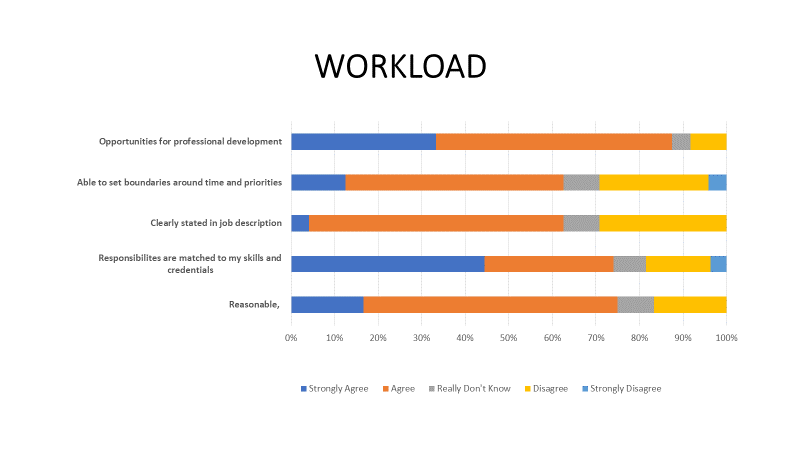 WORKLOAD
Opportunities for professional development
Able to set boundaries around time and priorities
Clearly stated in job description
Responsibilites are matched to my skills and
credentials
Reasonable,
0% 10% 20% 30% 40% 50% 60% 70% 80% 90% 100%
Strongly Agree Agree Really Don't Know Disagree Strongly Disagree